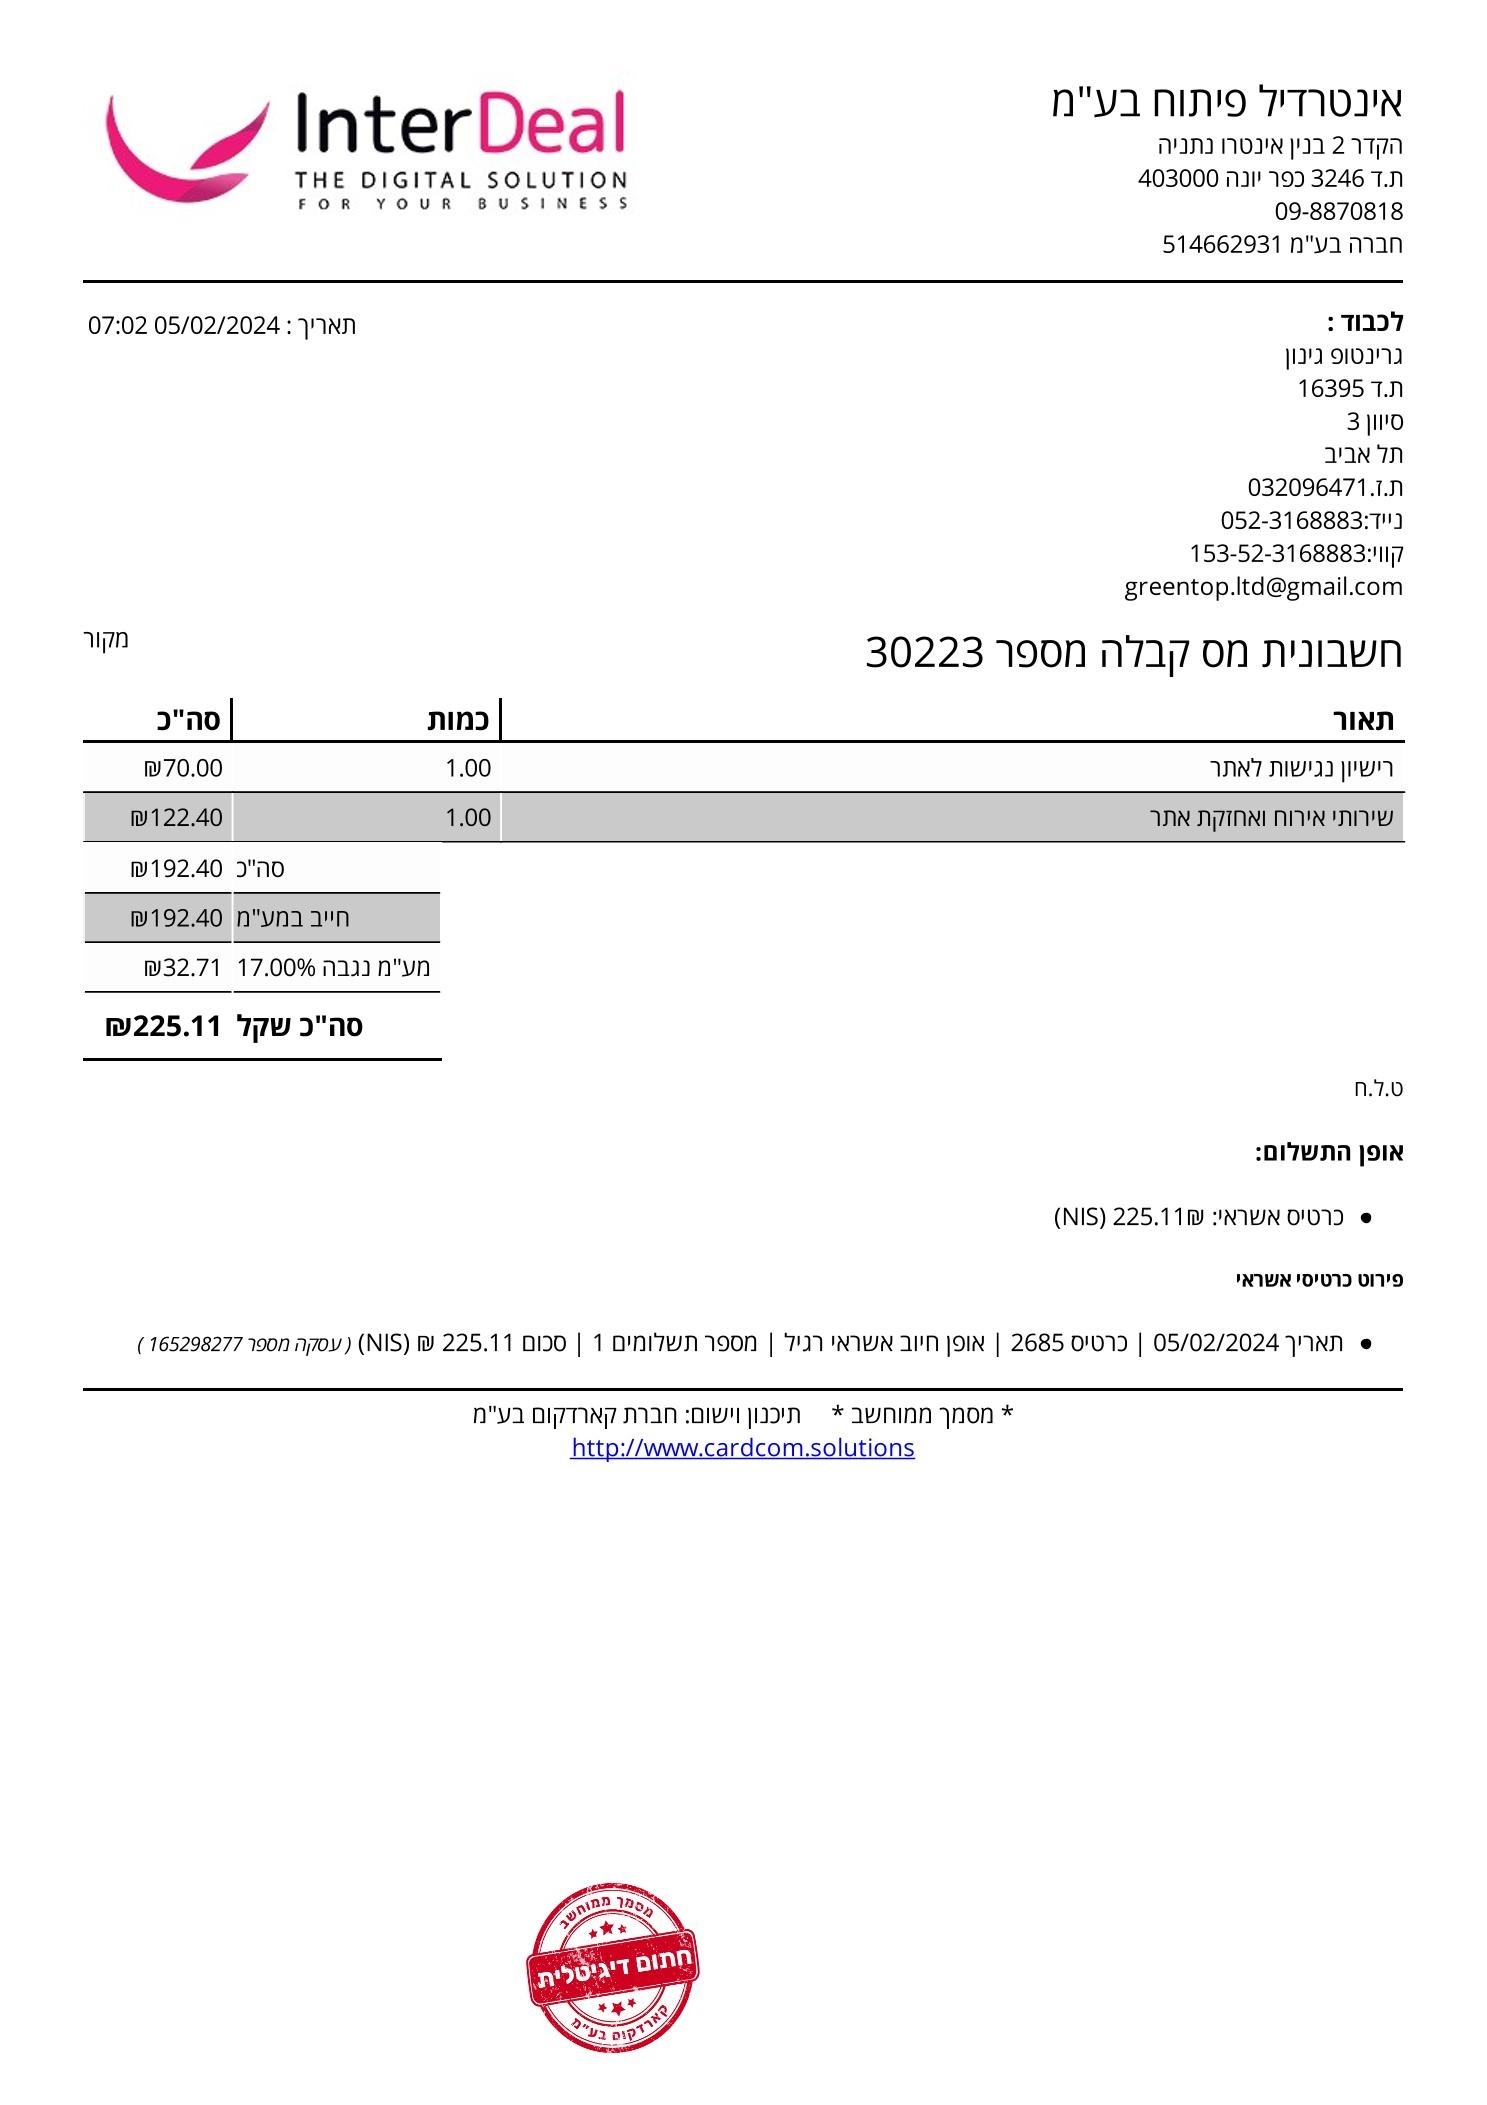 InterDeal
THE DIGITAL SOLUTION
FOR YOUR BUSINESS
אינטרדיל פיתוח בע"מ
הקדר 2 בנין אינטרו נתניה
ת.ד 3246 כפר יונה 403000
09-8870818
חברה בע"מ 514662931
תאריך : 05/02/2024 07:02
לכבוד :
גרינטופ גינון
ת.ד 16395
סיוון 3
תל אביב
ת.ז.032096471
נייד:052-3168883
קווי:153-52-3168883
greentop.ltd@gmail.com
חשבונית מס קבלה מספר 30223
מקור
תאור כמות סה"כ
רישיון נגישות לאתר 1.00 ₪70.00
שירותי אירוח ואחזקת אתר 1.00 ₪122.40
סה"כ ₪192.40
חייב במע"מ ₪192.40
מע"מ נגבה 17.00% ₪32.71
סה"כ שקל ₪225.11
ט.ל.ח
אופן התשלום:
• כרטיס אשראי: ₪225.11 (NIS)
פירוט כרטיסי אשראי
• תאריך 05/02/2024 | כרטיס 2685 | אופן חיוב אשראי רגיל | מספר תשלומים 1 | סכום 225.11 ₪ (NIS) ( עסקה מספר 165298277 )
* מסמך ממוחשב * תיכנון וישום: חברת קארדקום בע"מ
http://www.cardcom.solutions
מסמך ממוחשב
חתום דיגיטלית
קארדקום בע"מ